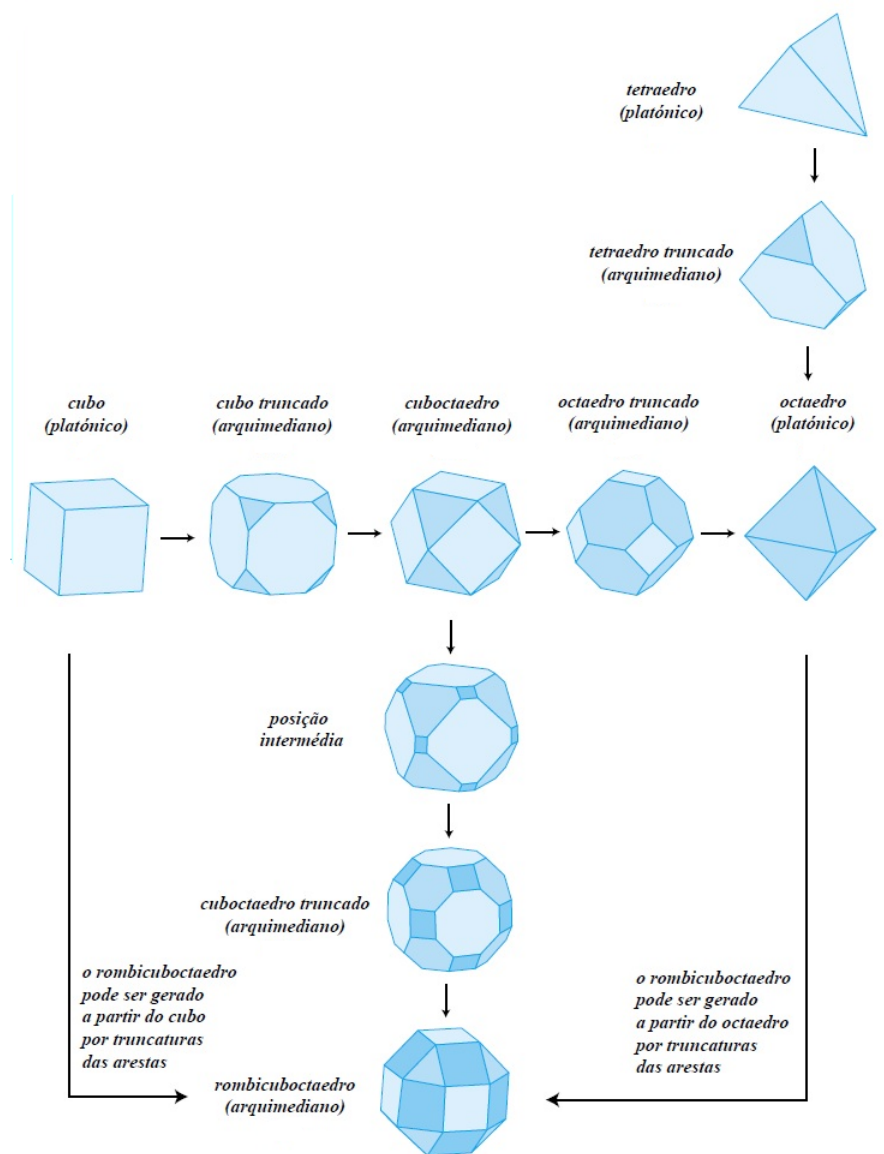 tetraedro
(platónico)
tetraedro truncado
(arquimediano)
cubo
(platónico)
cubo truncado
(arquimediano)
cuboctaedro
(arquimediano)
octaedro truncado
(arquimediano)
octaedro
(platónico)
posição
intermédia
cuboctaedro truncado
(arquimediano)
o rombicuboctaedro
pode ser gerado
a partir do cubo
por truncaturas
das arestas
o rombicuboctaedro
pode ser gerado
a partir do octaedro
por truncaturas
das arestas
rombicuboctaedro
(arquimediano)